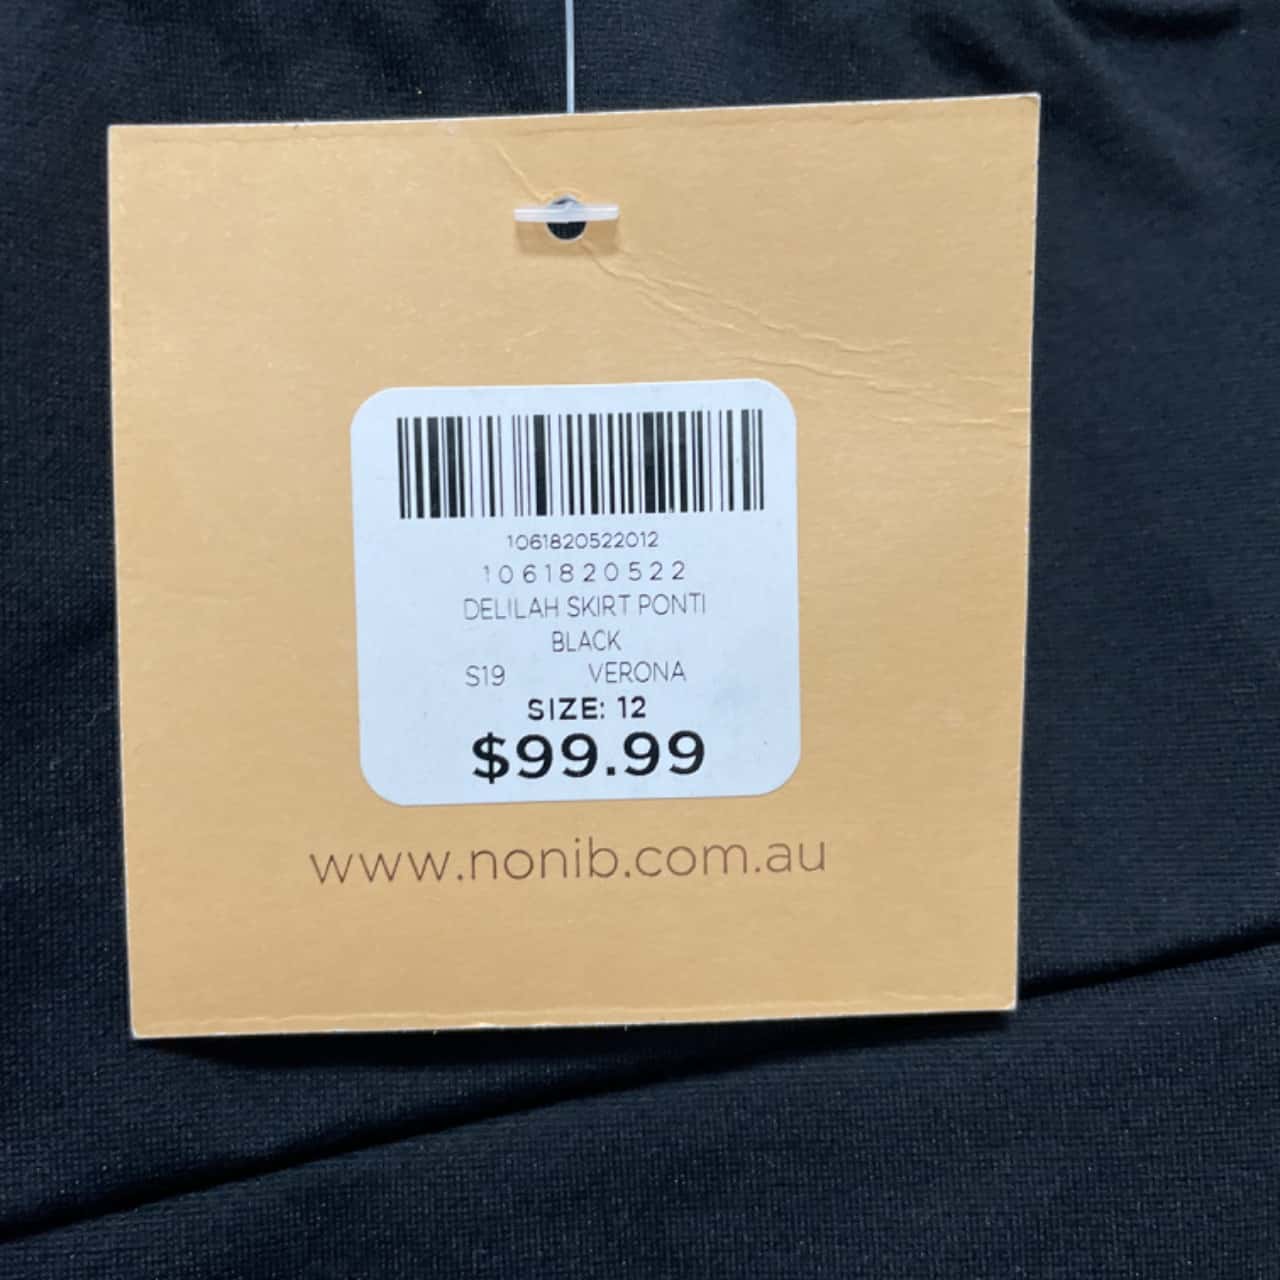 1061820522012
1061820522
DELILAH SKIRT PONTI
BLACK
S19 VERONA
SIZE: 12
$99.99
www.nonib.com.au